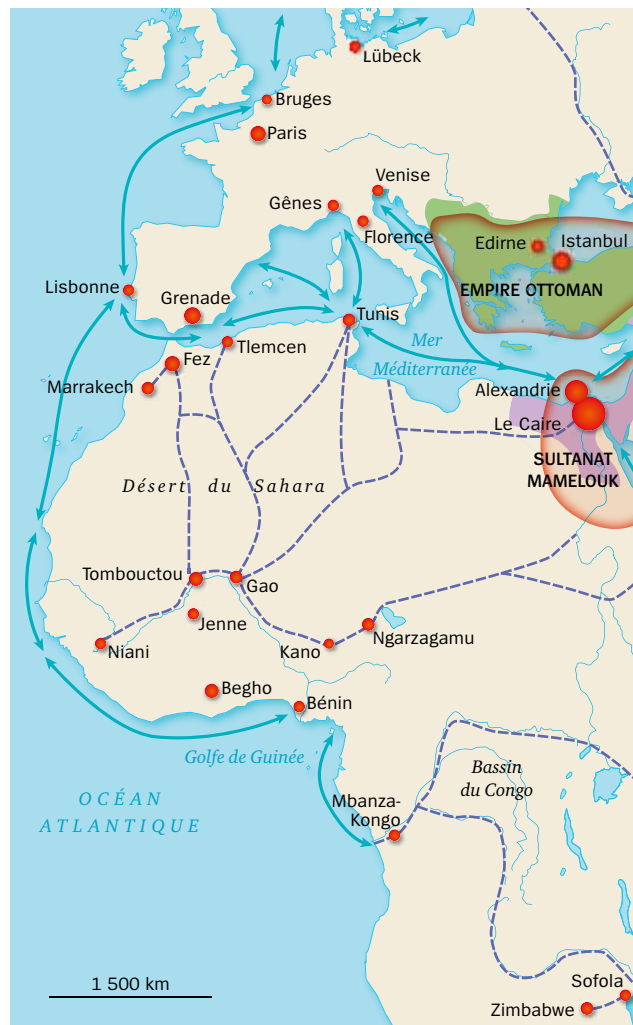 Lübeck
Bruges
Paris
Venise
Gênes
Florence
Edirne
Istanbul
EMPIRE OTTOMAN
Lisbonne
Grenade
Tunis
Tlemcen
Mer
Méditerranée
Fez
Marrakech
Alexandrie
Le Caire
SULTANAT
MAMELOUK
Désert du Sahara
Tombouctou
Gao
Jenne
Ngarzagamu
Niani
Kano
Begho
Bénin
Golfe de Guinée
Bassin
du Congo
OCÉAN
ATLANTIQUE
Mbanza-
Kongo
1 500 km
Sofola
Zimbabwe